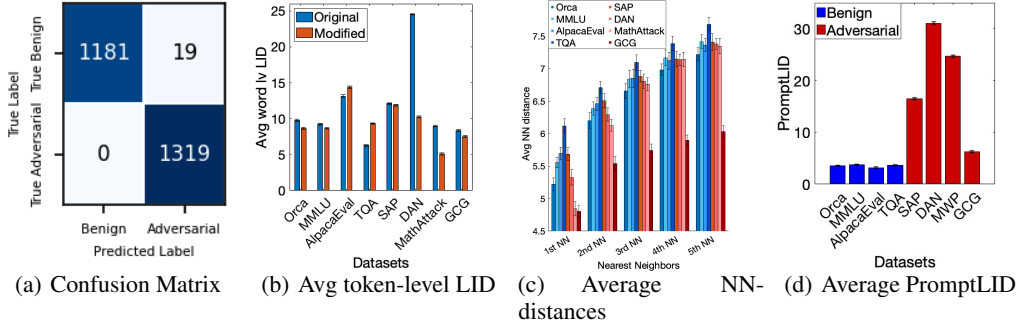 True Label
True Benign
True Adversarial
1181
19
0
1319
Benign
Adversarial
Predicted Label
(a) Confusion Matrix
Avg word lv LID
30
25
20
15
10
5
0
Original
Modified
Orca
MMLU
AlpacaEval
TQA
SAP
DAN
MathAttack
GCG
Datasets
(b) Avg token-level LID
Avg NN distance
7.5
7
6.5
6
5.5
5
4.5
Orca
MMLU
AlpacaEval
TQA
SAP
DAN
MathAttack
GCG
1st NN
2nd NN
3rd NN
4th NN
5th NN
Nearest Neighbors
(c) Average NN-
distances
PromptLID
30
20
10
0
Benign
Adversarial
Orca
MMLU
AlpacaEval
TQA
SAP
DAN
MWP
GCG
Datasets
(d) Average PromptLID